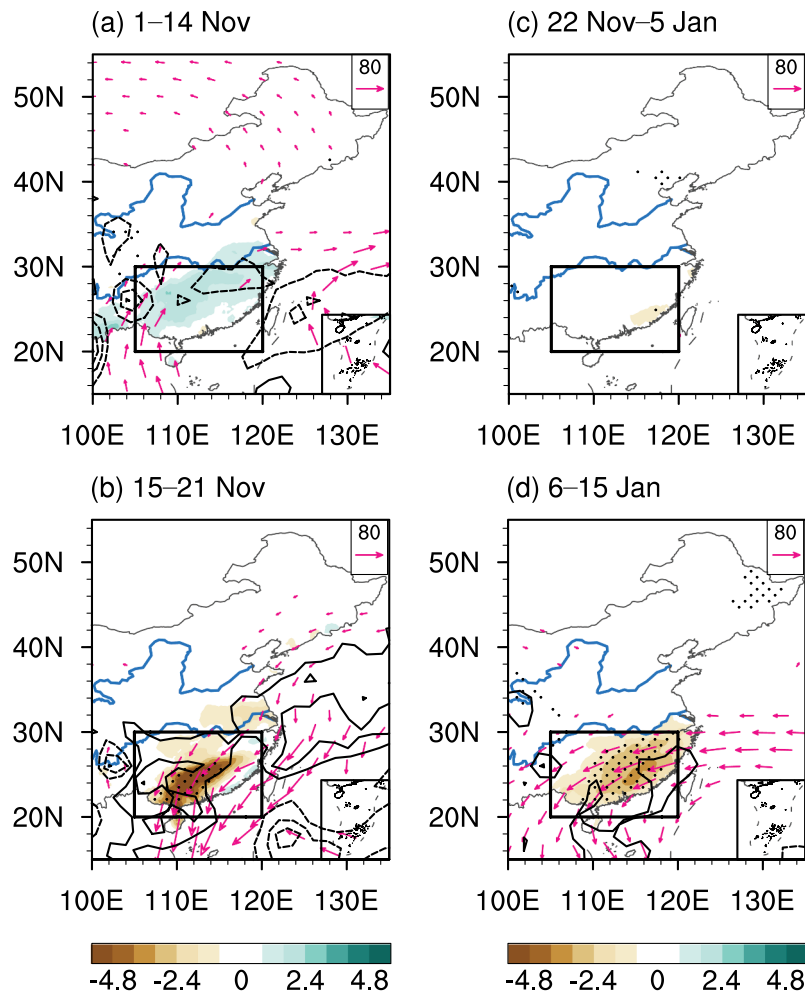 (a) 1–14 Nov
80
50N
40N
30N
20N
100E 110E 120E 130E
(c) 22 Nov–5 Jan
80
50N
40N
30N
20N
100E 110E 120E 130E
(b) 15–21 Nov
80
50N
40N
30N
20N
100E 110E 120E 130E
(d) 6–15 Jan
80
50N
40N
30N
20N
100E 110E 120E 130E
-4.8 -2.4 0 2.4 4.8
-4.8 -2.4 0 2.4 4.8